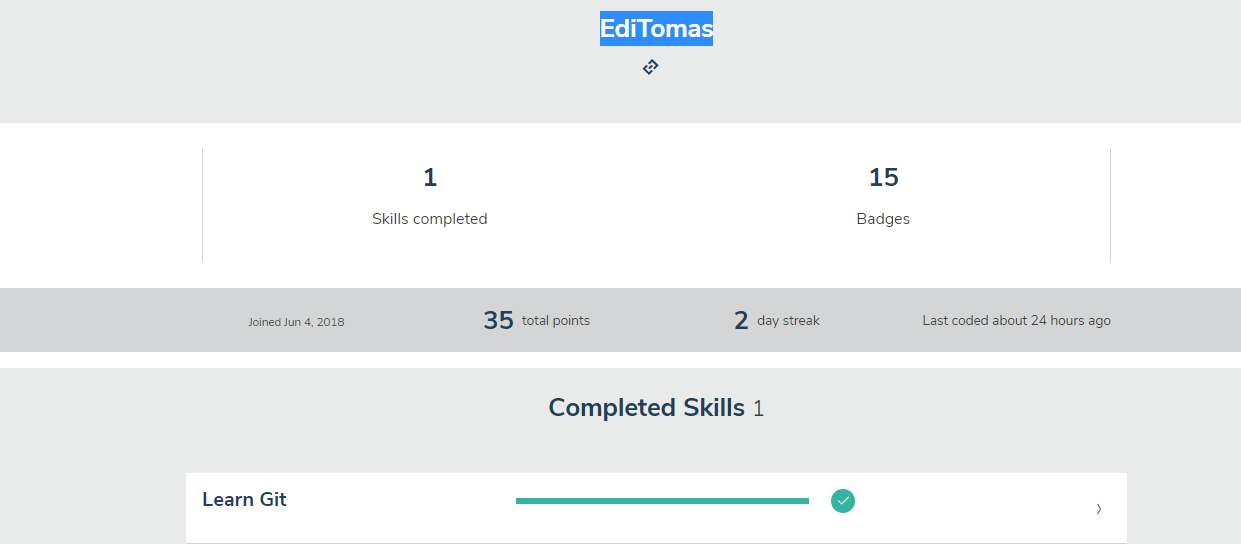 EdiTomas
1
Skills completed
15
Badges
Joined Jun 4, 2018
35 total points
2 day streak
Last coded about 24 hours ago
Completed Skills 1
Learn Git